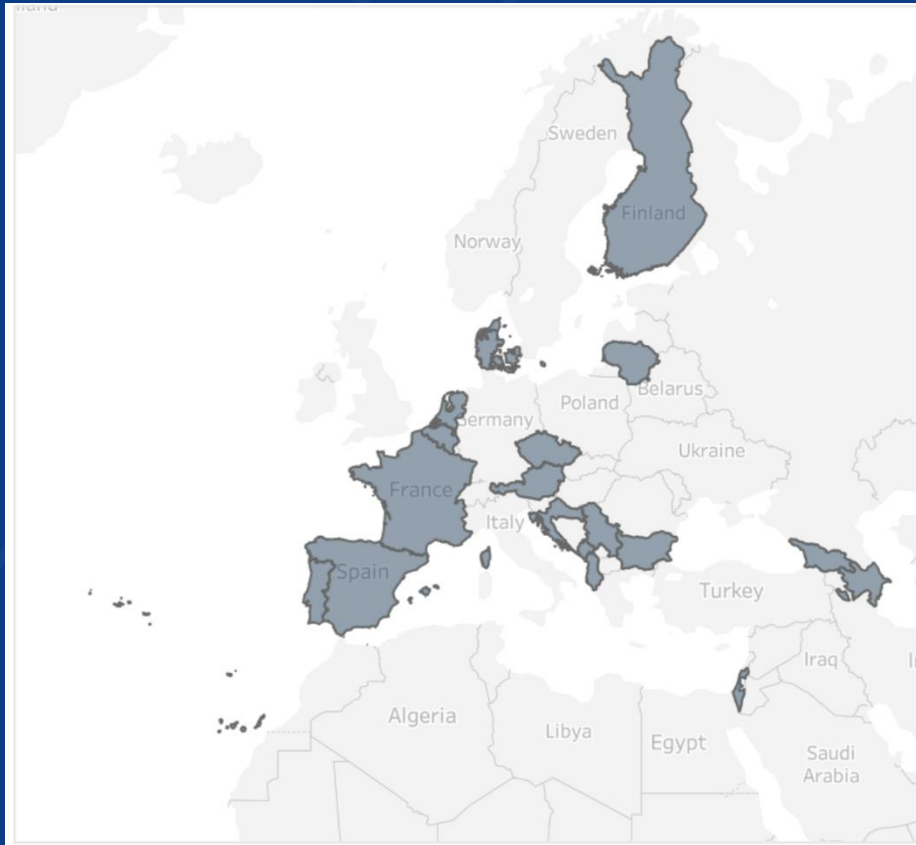 Sweden
Finland
Norway
Belarus
Poland
Germany
Ukraine
France
Italy
Spain
Turkey
Iraq
Algeria
Libya
Egypt
Saudi
Arabia